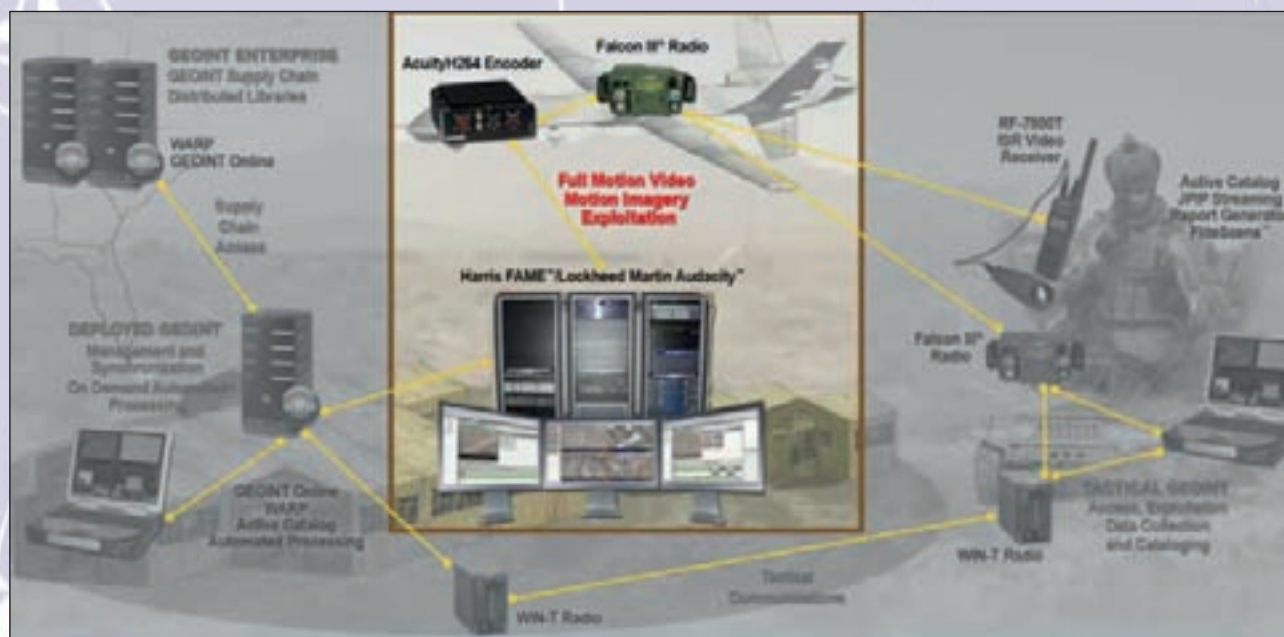 GEOINT ENTERPRISE
GEOINT Supply Chain
Distributed Libraries
WARP
GEOINT Online
Supply
Chain
Access
DEPLOYED GEOINT
Management and
Synchronization
On Demand Automated
Processing
GEOINT Online
WARP
Active Catalog
Automated Processing
AcuityH264 Encoder
Falcon III® Radio
Full Motion Video
Motion Imagery
Exploitation
Harris FAME™/Lockheed Martin Audacity™
RF-7800T
ISR Video
Receiver
Active Catalog
JPIP Streaming
Report Generator
FliteScene™
Falcon III®
Radio
TACTICAL GEOINT
Access, Exploitation
Data Collection
and Cataloging
WIN-T Radio
Tactical
Communications
WIN-T Radio